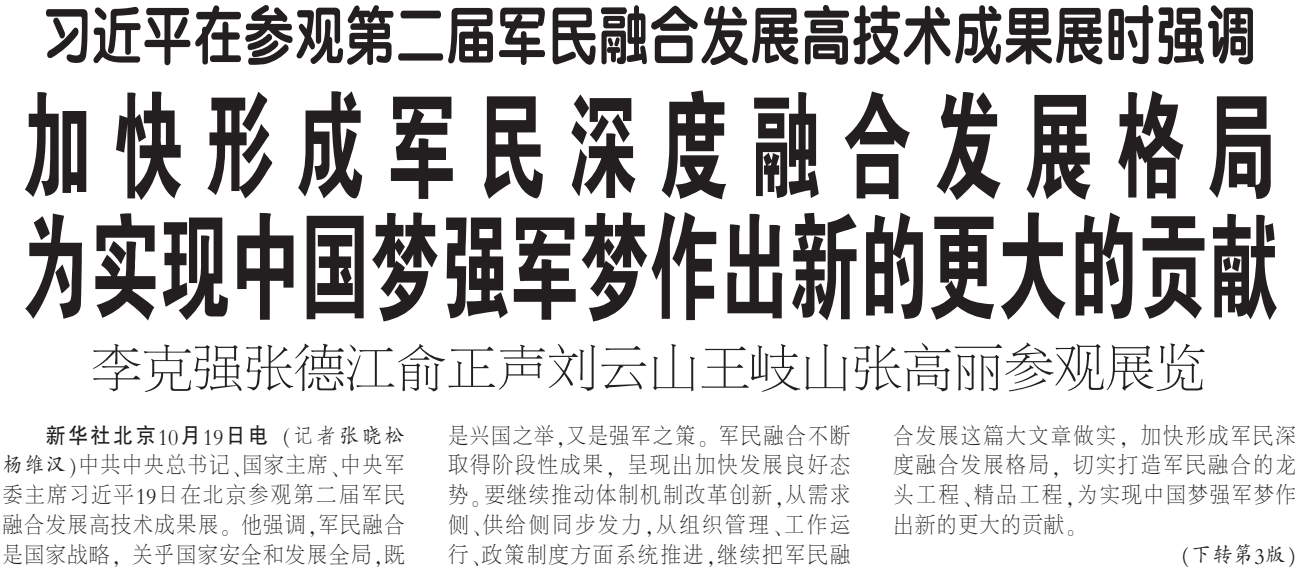 习近平在参观第二届军民融合发展高技术成果展时强调
加快形成军民深度融合发展格局
为实现中国梦强军梦作出新的更大的贡献
李克强张德江俞正声刘云山王岐山张高丽参观展览
新华社北京10月19日电 (记者张晓松
杨维汉)中共中央总书记、国家主席、中央军
委主席习近平19日在北京参观第二届军民
融合发展高技术成果展。他强调,军民融合
是国家战略，关乎国家安全和发展全局,既
是兴国之举,又是强军之策。军民融合不断
取得阶段性成果，呈现出加快发展良好态
势。要继续推动体制机制改革创新,从需求
侧、供给侧同步发力,从组织管理、工作运
行、政策制度方面系统推进,继续把军民融
合发展这篇大文章做实，加快形成军民深
度融合发展格局，切实打造军民融合的龙
头工程、精品工程,为实现中国梦强军梦作
出新的更大的贡献。
(下转第3版)